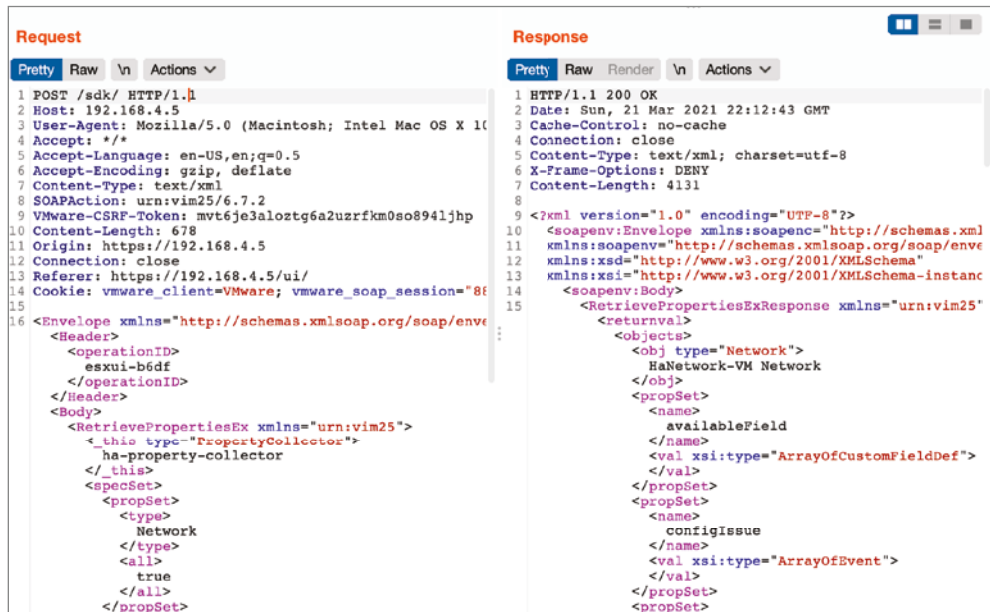 Request
Pretty Raw \n Actions
1 POST /sdk/ HTTP/1.1
2 Host: 192.168.4.5
3 User-Agent: Mozilla/5.0 (Macintosh; Intel Mac OS X 10
4 Accept: */*
5 Accept-Language: en-US,en;q=0.5
6 Accept-Encoding: gzip, deflate
7 Content-Type: text/xml
8 SOAPAction: urn:vim25/6.7.2
9 VMware-CSRF-Token: mvt6je3aloztg6a2uzrfkm0so894ljhp
10 Content-Length: 678
11 Origin: https://192.168.4.5
12 Connection: close
13 Referer: https://192.168.4.5/ui/
14 Cookie: vmware_client=VMware; vmware_soap_session="88
15
16 <Envelope xmlns="http://schemas.xmlsoap.org/soap/enve
<Header>
<operationID>
esxui-b6df
</operationID>
</Header>
<Body>
<RetrievePropertiesEx xmlns="urn:vim25">
<_this type="PropertyCollector">
ha-property-collector
</_this>
<specSet>
<propSet>
<type>
Network
</type>
<all>
true
</all>
</propSet>
Response
Pretty Raw Render \n Actions
1 HTTP/1.1 200 OK
2 Date: Sun, 21 Mar 2021 22:12:43 GMT
3 Cache-Control: no-cache
4 Connection: close
5 Content-Type: text/xml; charset=utf-8
6 X-Frame-Options: DENY
7 Content-Length: 4131
8
9 <?xml version="1.0" encoding="UTF-8"?>
10 <soapenv:Envelope xmlns:soapenc="http://schemas.xml
11 xmlns:soapenv="http://schemas.xmlsoap.org/soap/enve
12 xmlns:xsd="http://www.w3.org/2001/XMLSchema"
13 xmlns:xsi="http://www.w3.org/2001/XMLSchema-instanc
14 <soapenv:Body>
15 <RetrievePropertiesExResponse xmlns="urn:vim25"
<returnval>
<objects>
<obj type="Network">
HaNetwork-VM Network
</obj>
<propSet>
<name>
availableField
</name>
<val xsi:type="ArrayOfCustomFieldDef">
</val>
</propSet>
<propSet>
<name>
configIssue
</name>
<val xsi:type="ArrayOfEvent">
</val>
</propSet>
<propSet>